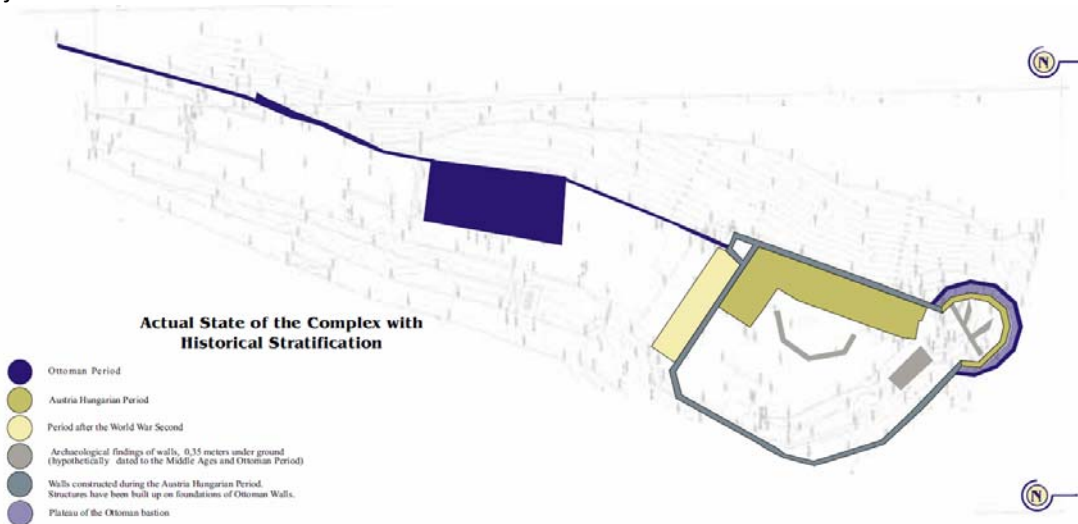 N
Actual State of the Complex with
Historical Stratification
Ottoman Period
Austria Hungarian Period
Period after the World War Second
Archaeological findings of walls, 0,35 meters under ground
(hypothetically dated to the Middle Ages and Ottoman Period)
Walls constructed during the Austria Hungarian Period.
Structures have been built up on foundations of Ottoman Walls.
N
Plateau of the Ottoman bastion